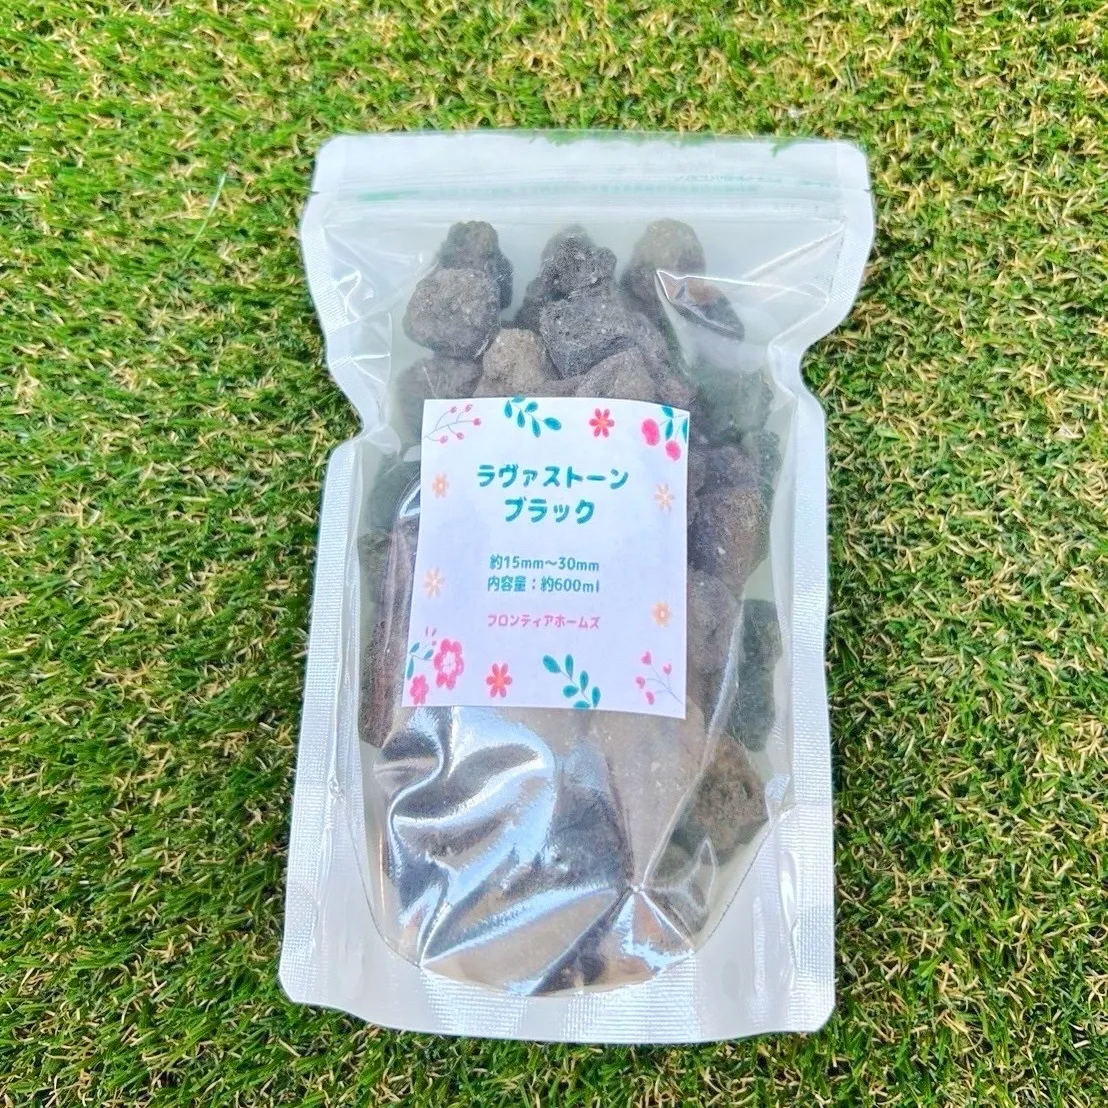 ラヴァストーン
ブラック
約15mm～30mm
内容量：約600ml
フロンティアホームズ